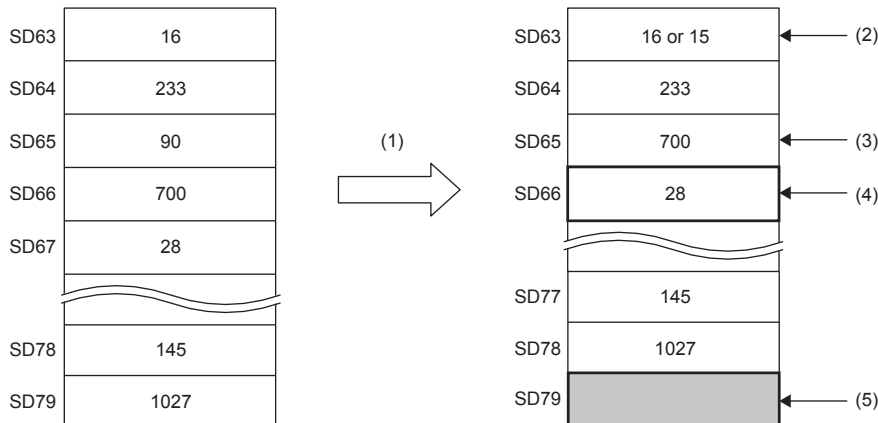 SD63 16 SD63 16 or 15 (2)
SD64 233 SD64 233
SD65 90 (1) SD65 700 (3)
SD66 700 SD66 28 (4)
SD67 28
SD77 145
SD78 145 SD78 1027
SD79 1027 SD79 (5)